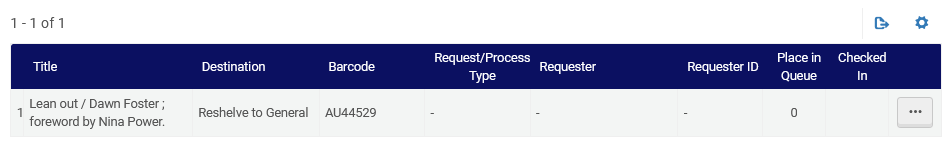 1 - 1 of 1
Title Destination Barcode Request/Process Type Requester Requester ID Place in Queue Checked In
1 Lean out / Dawn Foster ; Reshelve to General AU44529 - - - 0
foreword by Nina Power.